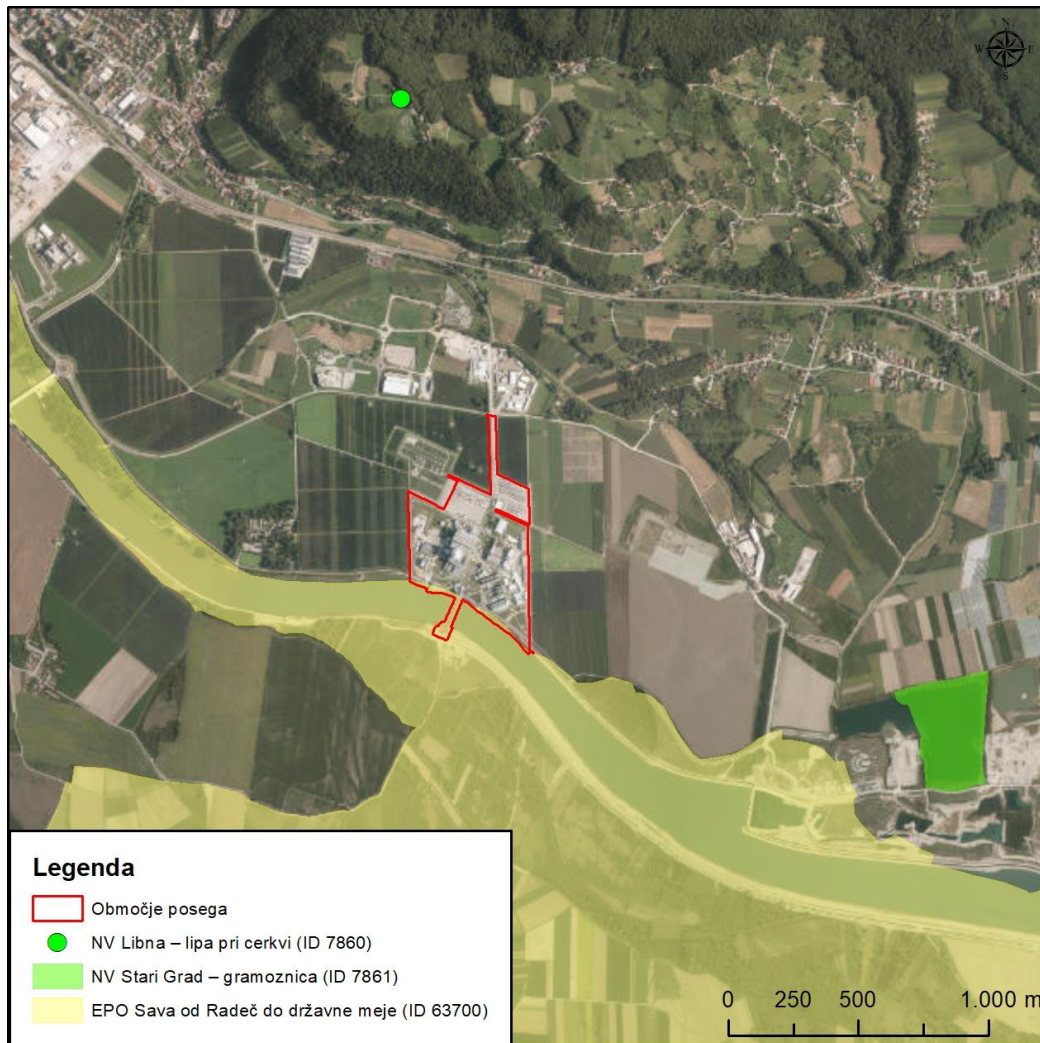 N
W E
S
Legenda
Območje posega
NV Libna – lipa pri cerkvi (ID 7860)
NV Stari Grad – gramoznica (ID 7861)
EPO Sava od Radeč do državne meje (ID 63700)
0 250 500 1.000 m